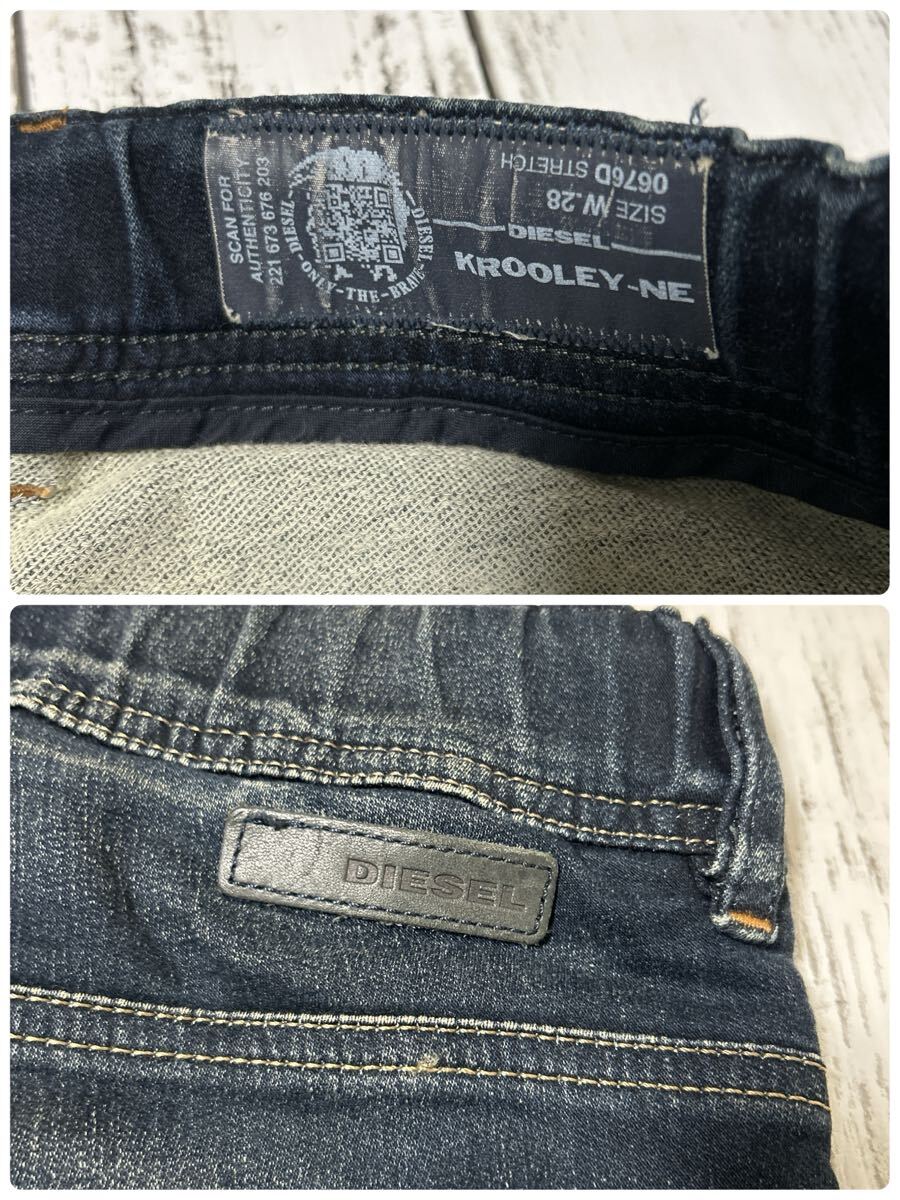 SCAN FOR
AUTHENTICITY
221 673 676 203
DIESEL-ONLY-THE-BRAVE-DIESEL
0676D STRETCH
SIZE W.28
DIESEL
KROOLEY-NE
DIESEL